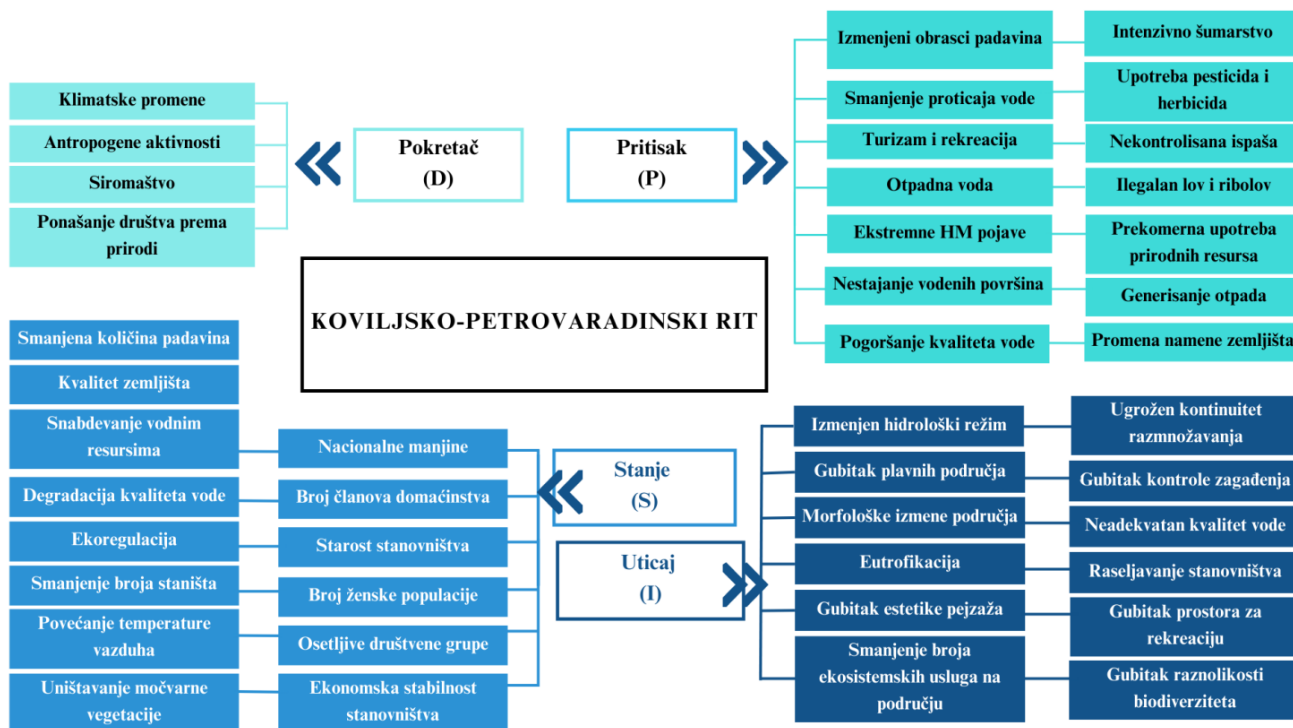 Klimatske promene
Antropogene aktivnosti
Siromaštvo
Ponašanje društva prema
prirodi
Pokretač
(D)
Pritisak
(P)
Izmenjeni obrasci padavina
Smanjenje proticaja vode
Turizam i rekreacija
Otpadna voda
Ekstremne HM pojave
Nestajanje vodenih površina
Pogoršanje kvaliteta vode
Intenzivno šumarstvo
Upotreba pesticida i
herbicida
Nekontrolisana ispaša
Ilegalan lov i ribolov
Prekomerna upotreba
prirodnih resursa
Generisanje otpada
Promena namene zemljišta
KOVILJSKO-PETROVARADINSKI RIT
Smanjena količina padavina
Kvalitet zemljišta
Snabdevanje vodnim
resursima
Degradacija kvaliteta vode
Ekoregulacija
Smanjenje broja staništa
Povećanje temperature
vazduha
Uništavanje močvarne
vegetacije
Nacionalne manjine
Broj članova domaćinstva
Starost stanovništva
Broj ženske populacije
Osetljive društvene grupe
Ekonomska stabilnost
stanovništva
Stanje
(S)
Uticaj
(I)
Izmenjen hidrološki režim
Gubitak plavnih područja
Morfološke izmene područja
Eutrofikacija
Gubitak estetike pejzaža
Smanjenje broja
ekosistemskih usluga na
području
Ugrožen kontinuitet
razmnožavanja
Gubitak kontrole zagađenja
Neadekvatan kvalitet vode
Raseljavanje stanovništva
Gubitak prostora za
rekreaciju
Gubitak raznolikosti
biodiverziteta